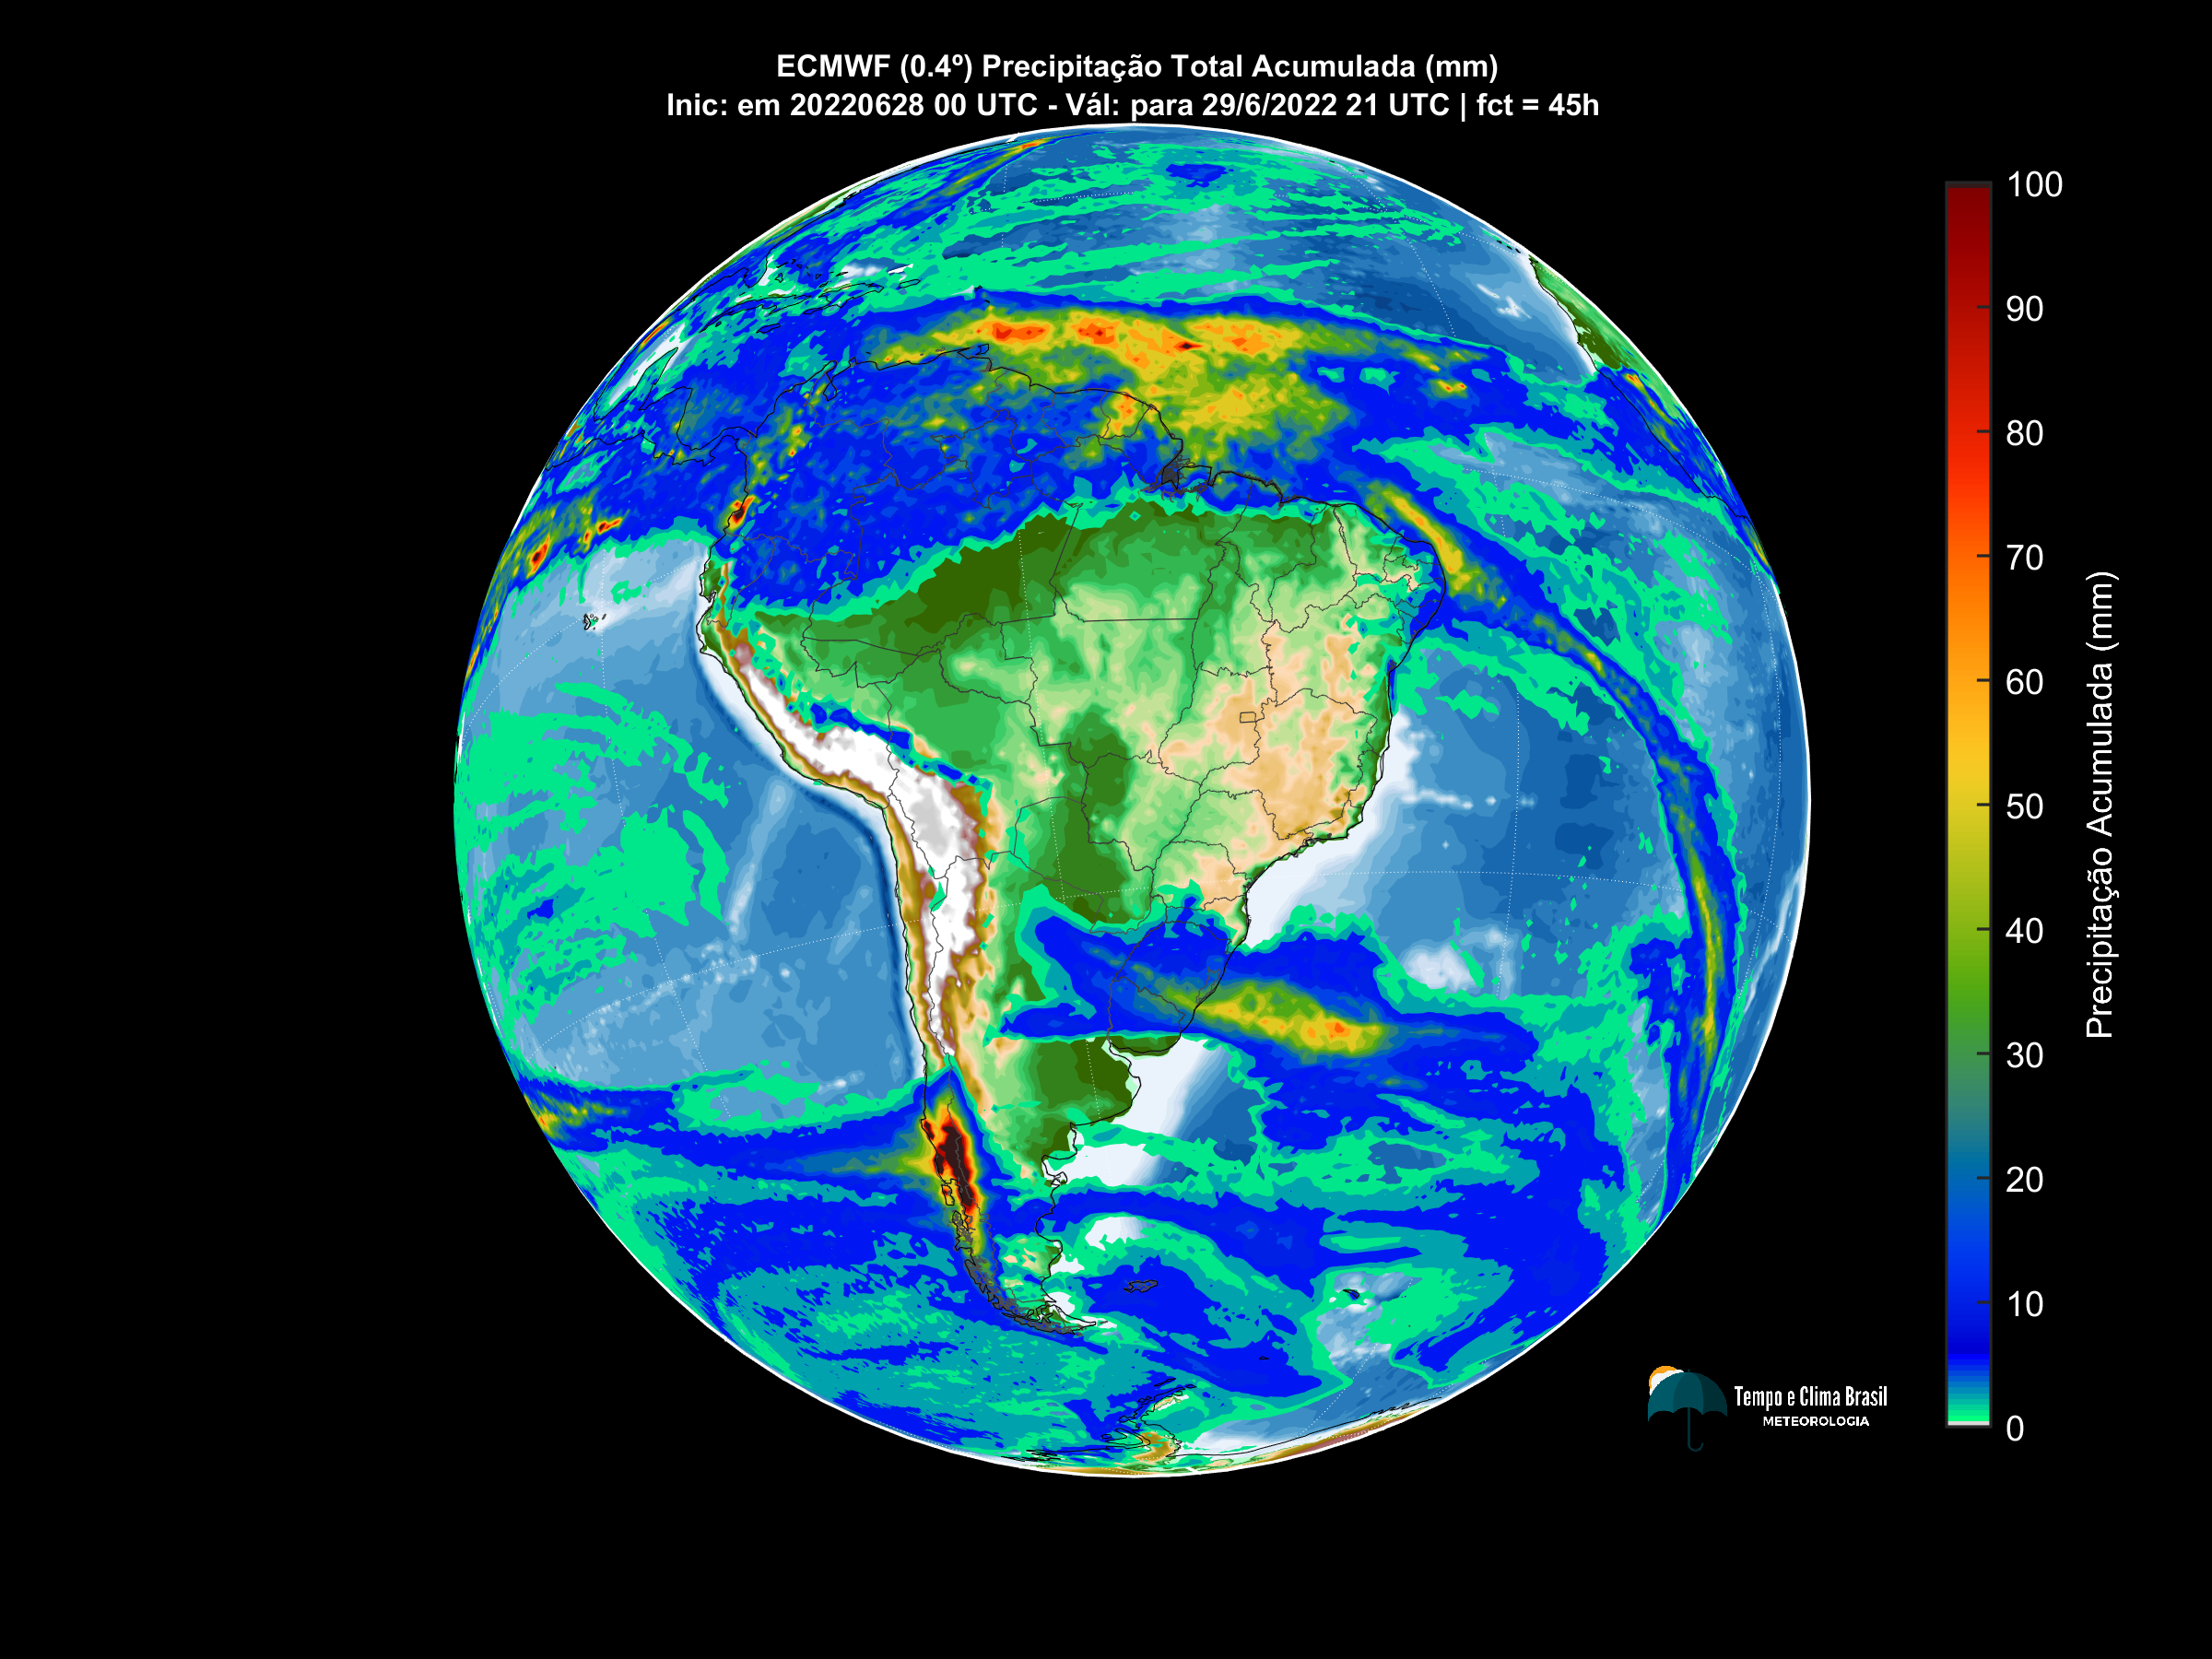 ECMWF (0.4º) Precipitação Total Acumulada (mm)
Inic: em 20220628 00 UTC - Vál: para 29/6/2022 21 UTC | fct = 45h
100
90
80
70
60
50
40
30
20
10
0
Precipitação Acumulada (mm)
Tempo e Clima Brasil
METEOROLOGIA